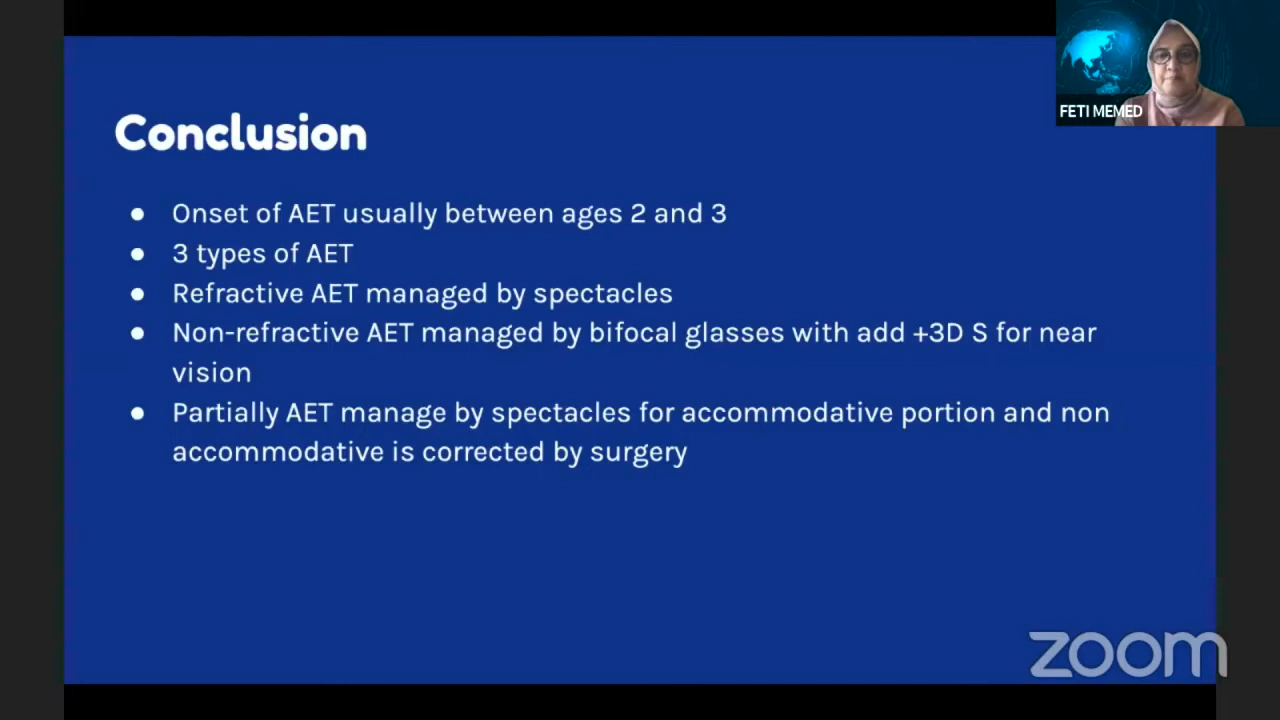 FETI MEMED
Conclusion
● Onset of AET usually between ages 2 and 3
● 3 types of AET
● Refractive AET managed by spectacles
● Non-refractive AET managed by bifocal glasses with add +3D S for near
vision
● Partially AET manage by spectacles for accommodative portion and non
accommodative is corrected by surgery
zoom